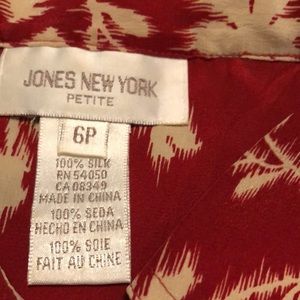 JONES NEW YORK
PETITE
6P
100% SILK
RN 54050
CA 08349
MADE IN CHINA
100% SEDA
HECHO EN CHINA
100% SOIE
FAIT AU CHINE